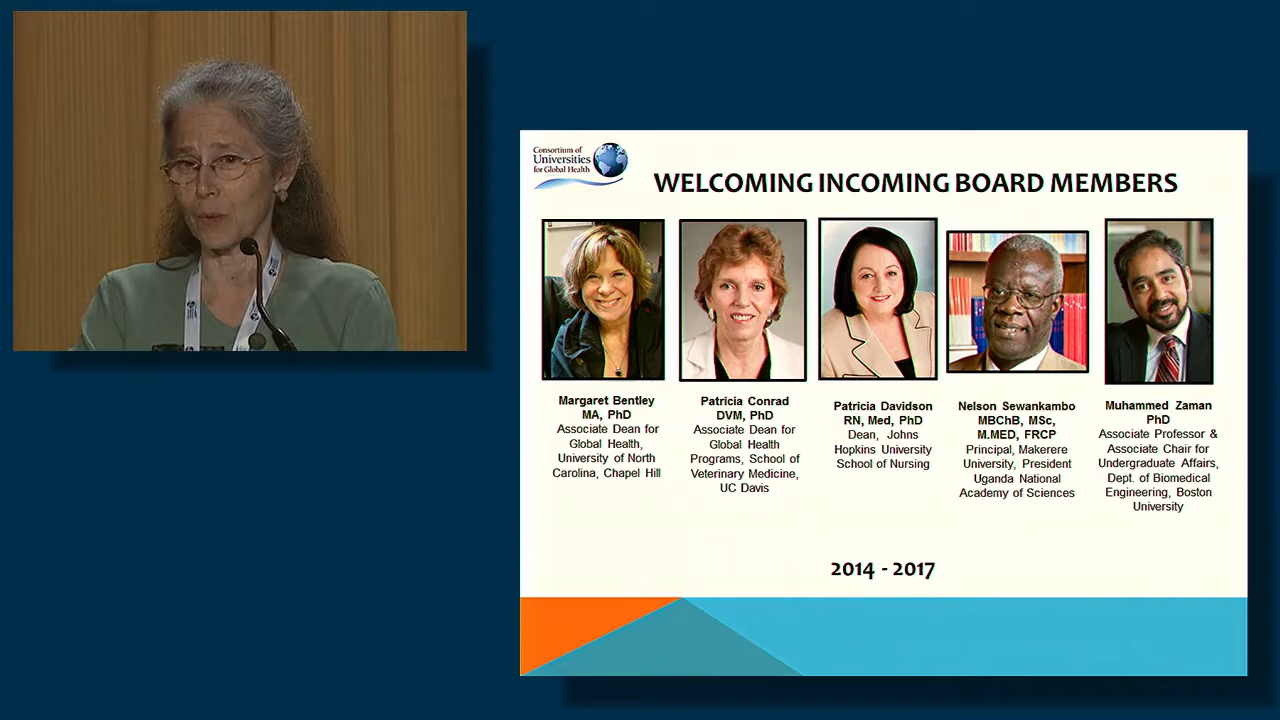 Consortium of
Universities
for Global Health
WELCOMING INCOMING BOARD MEMBERS
Margaret Bentley
MA, PhD
Associate Dean for
Global Health,
University of North
Carolina, Chapel Hill
Patricia Conrad
DVM, PhD
Associate Dean for
Global Health
Programs, School of
Veterinary Medicine,
UC Davis
Patricia Davidson
RN, Med, PhD
Dean, Johns
Hopkins University
School of Nursing
Nelson Sewankambo
MBChB, MSc,
M.MED, FRCP
Principal, Makerere
University, President
Uganda National
Academy of Sciences
Muhammed Zaman
PhD
Associate Professor &
Associate Chair for
Undergraduate Affairs,
Dept. of Biomedical
Engineering, Boston
University
2014 - 2017